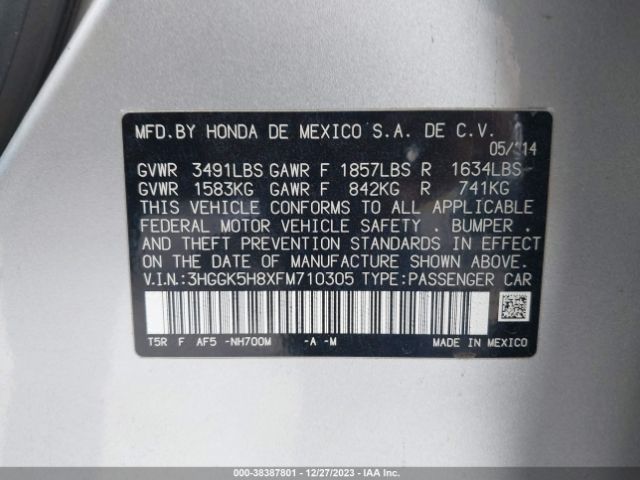 MFD.BY HONDA DE MEXICO S.A. DE C.V.
05/14
GVWR 3491LBS GAWR F 1857LBS R 1634LBS
GVWR 1583KG GAWR F 842KG R 741KG
THIS VEHICLE CONFORMS TO ALL APPLICABLE
FEDERAL MOTOR VEHICLE SAFETY . BUMPER .
AND THEFT PREVENTION STANDARDS IN EFFECT
ON DATE OF MANUFACTURE SHOWN ABOVE.
V.I.N.:3HGGK5H8XFM710305 TYPE:PASSENGER CAR
T5R F AF5 -NH700M -A -M MADE IN MEXICO
000-38387801 - 12/27/2023 - IAA Inc.